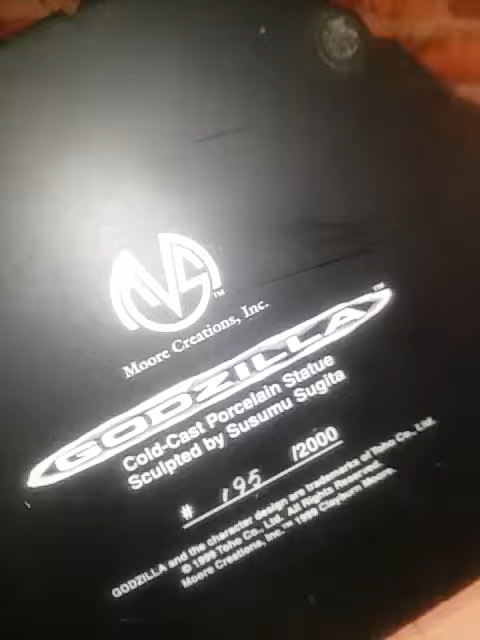 TM
Moore Creations, Inc.
GODZILLA TM
Cold-Cast Porcelain Statue
Sculpted by Susumu Sugita
# 195 /2000
GODZILLA and the character design are trademarks of Toho Co., Ltd.
© 1999 Toho Co., Ltd. All Rights Reserved.
Moore Creations, Inc.™ 1999 Clayburn Moore